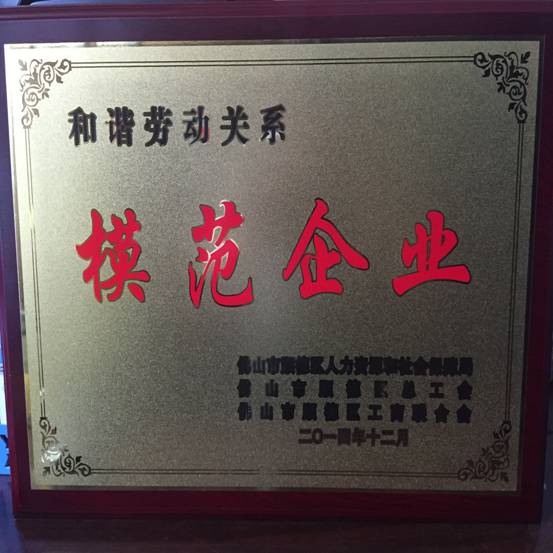 和谐劳动关系
模范企业
佛山市顺德区人力资源和社会保障局
佛山市顺德区总工会
佛山市顺德区工商联合会
二〇一四年十二月